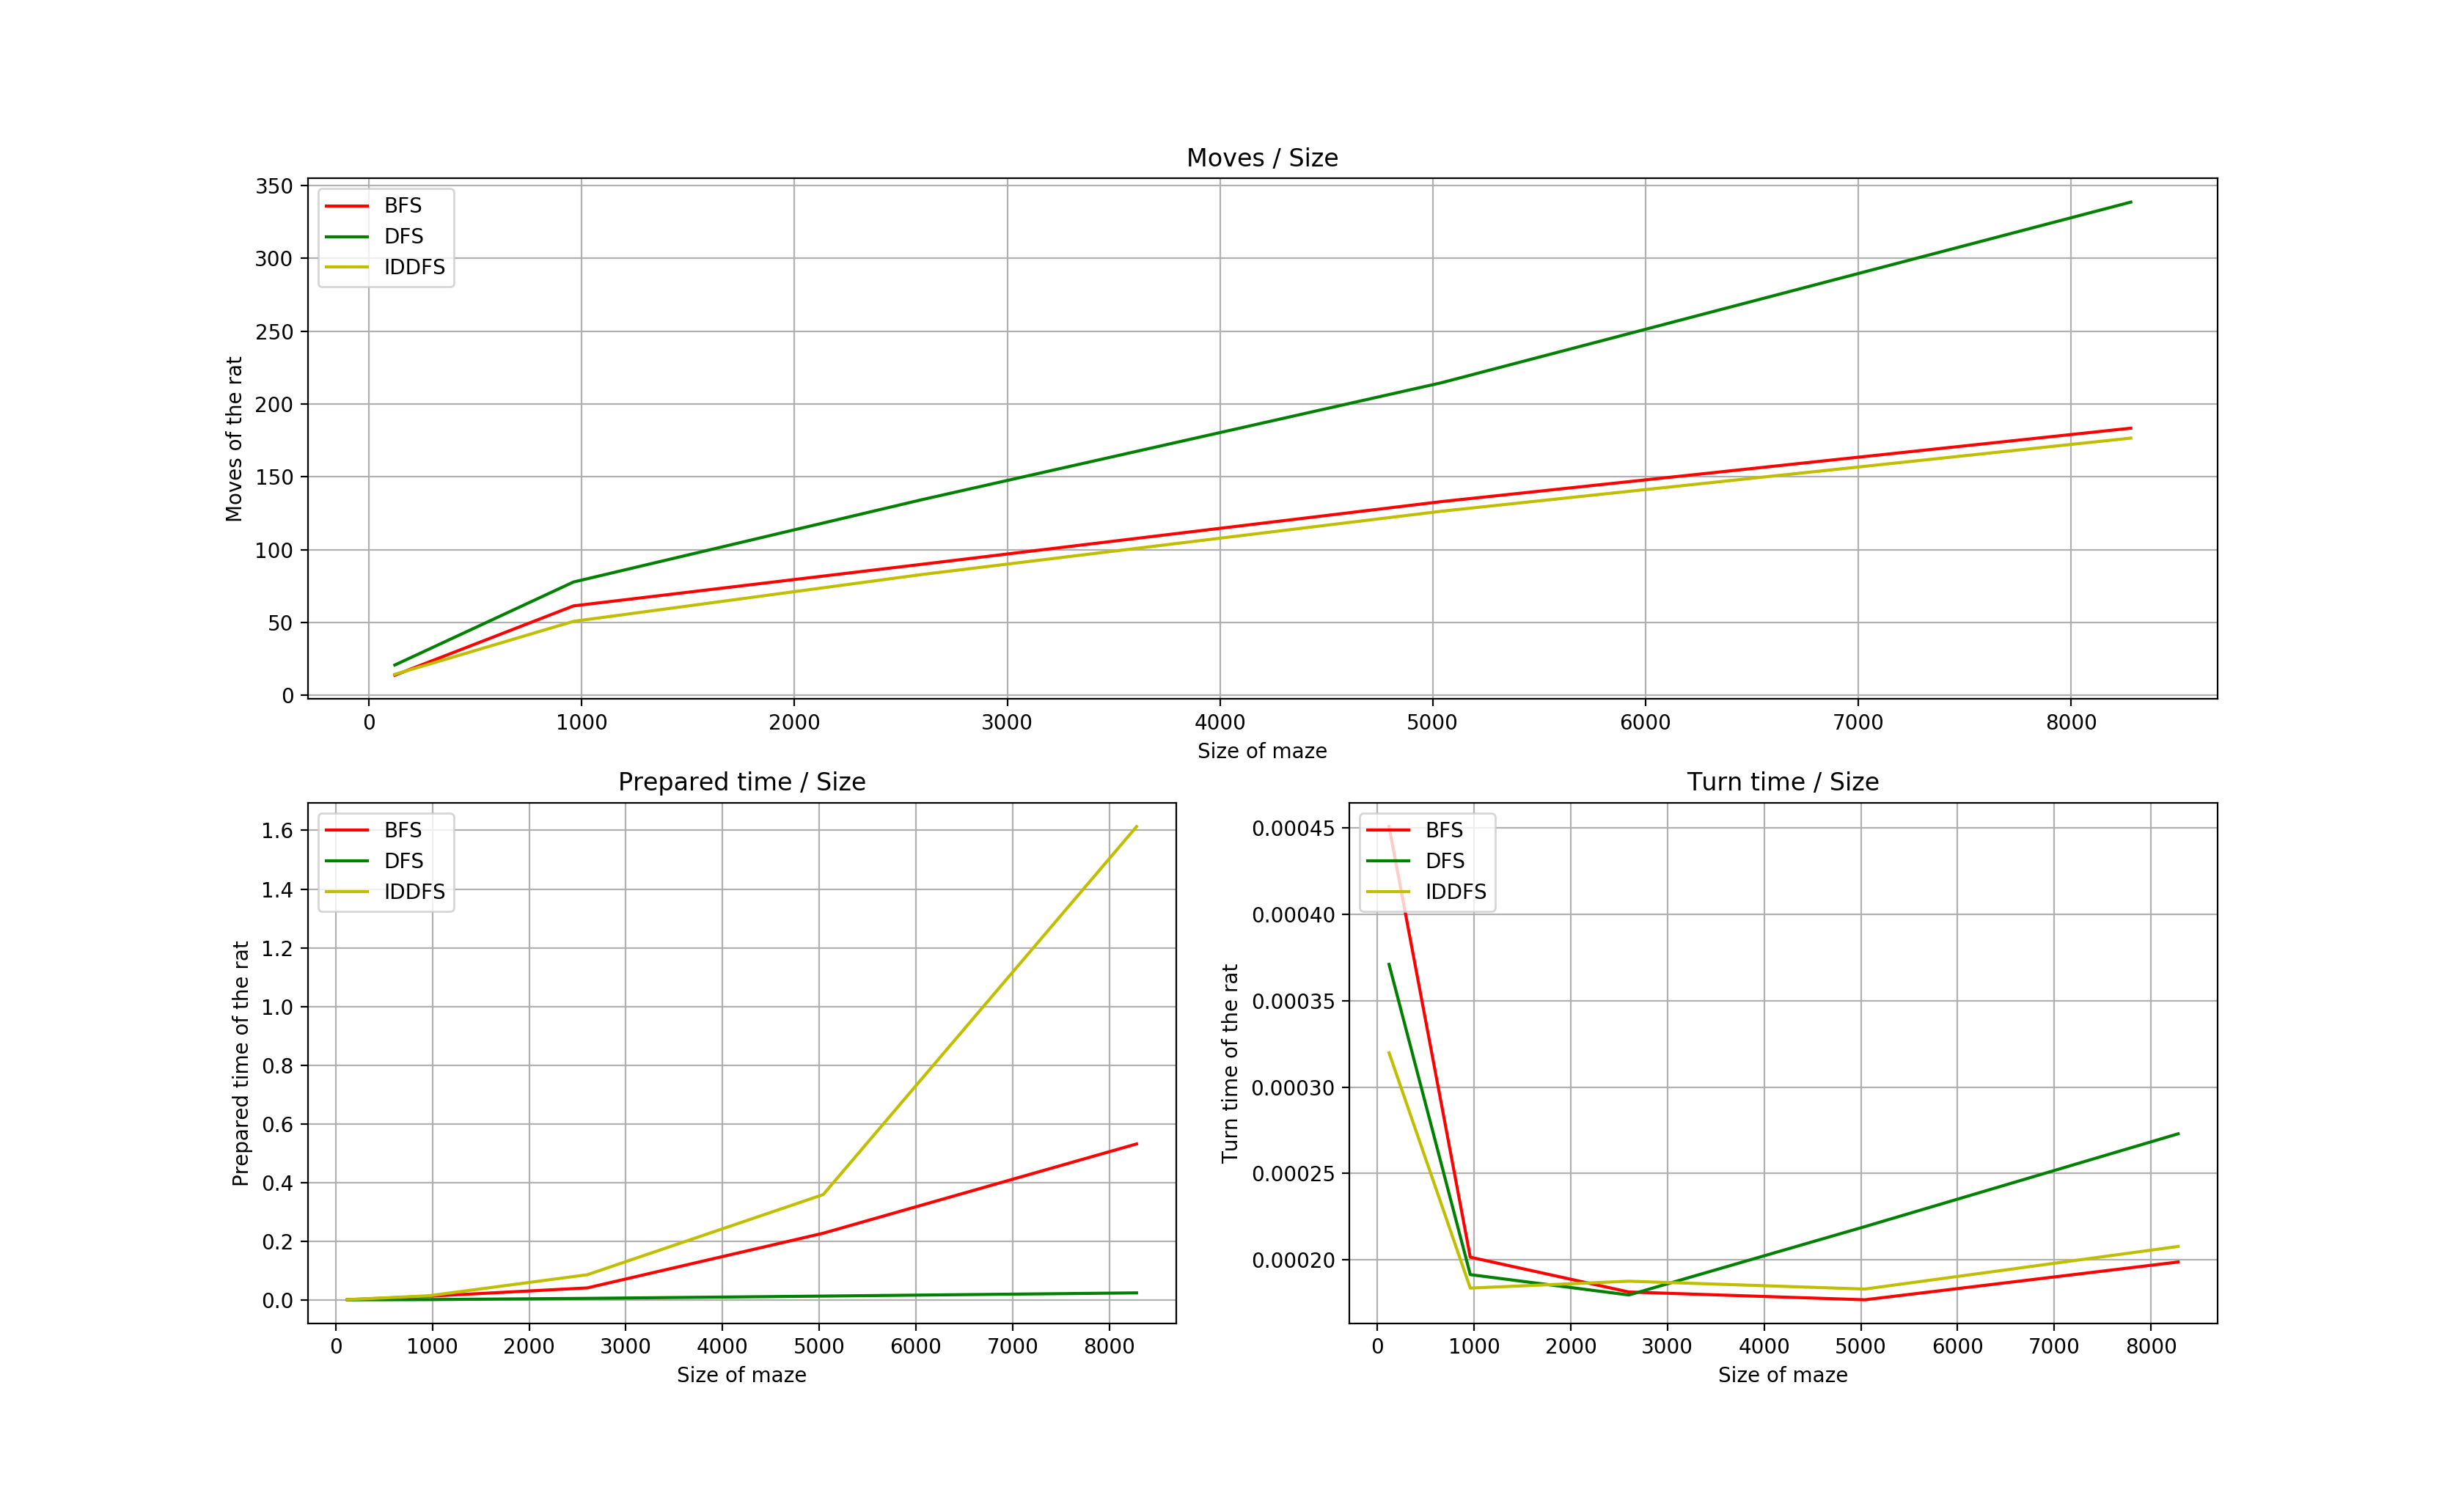 Moves / Size
350
300
250
200
150
100
50
0
Moves of the rat
BFS
DFS
IDDFS
0 1000 2000 3000 4000 5000 6000 7000 8000
Size of maze
Prepared time / Size
1.6
1.4
1.2
1.0
0.8
0.6
0.4
0.2
0.0
Prepared time of the rat
BFS
DFS
IDDFS
0 1000 2000 3000 4000 5000 6000 7000 8000
Size of maze
Turn time / Size
0.00045
0.00040
0.00035
0.00030
0.00025
0.00020
Turn time of the rat
BFS
DFS
IDDFS
0 1000 2000 3000 4000 5000 6000 7000 8000
Size of maze